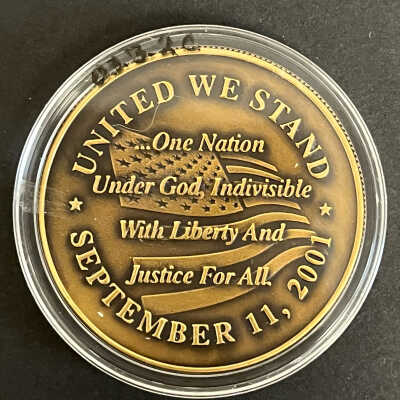 UNITED WE STAND
...One Nation
Under God, Indivisible
With Liberty And
Justice For All.
SEPTEMBER 11, 2001